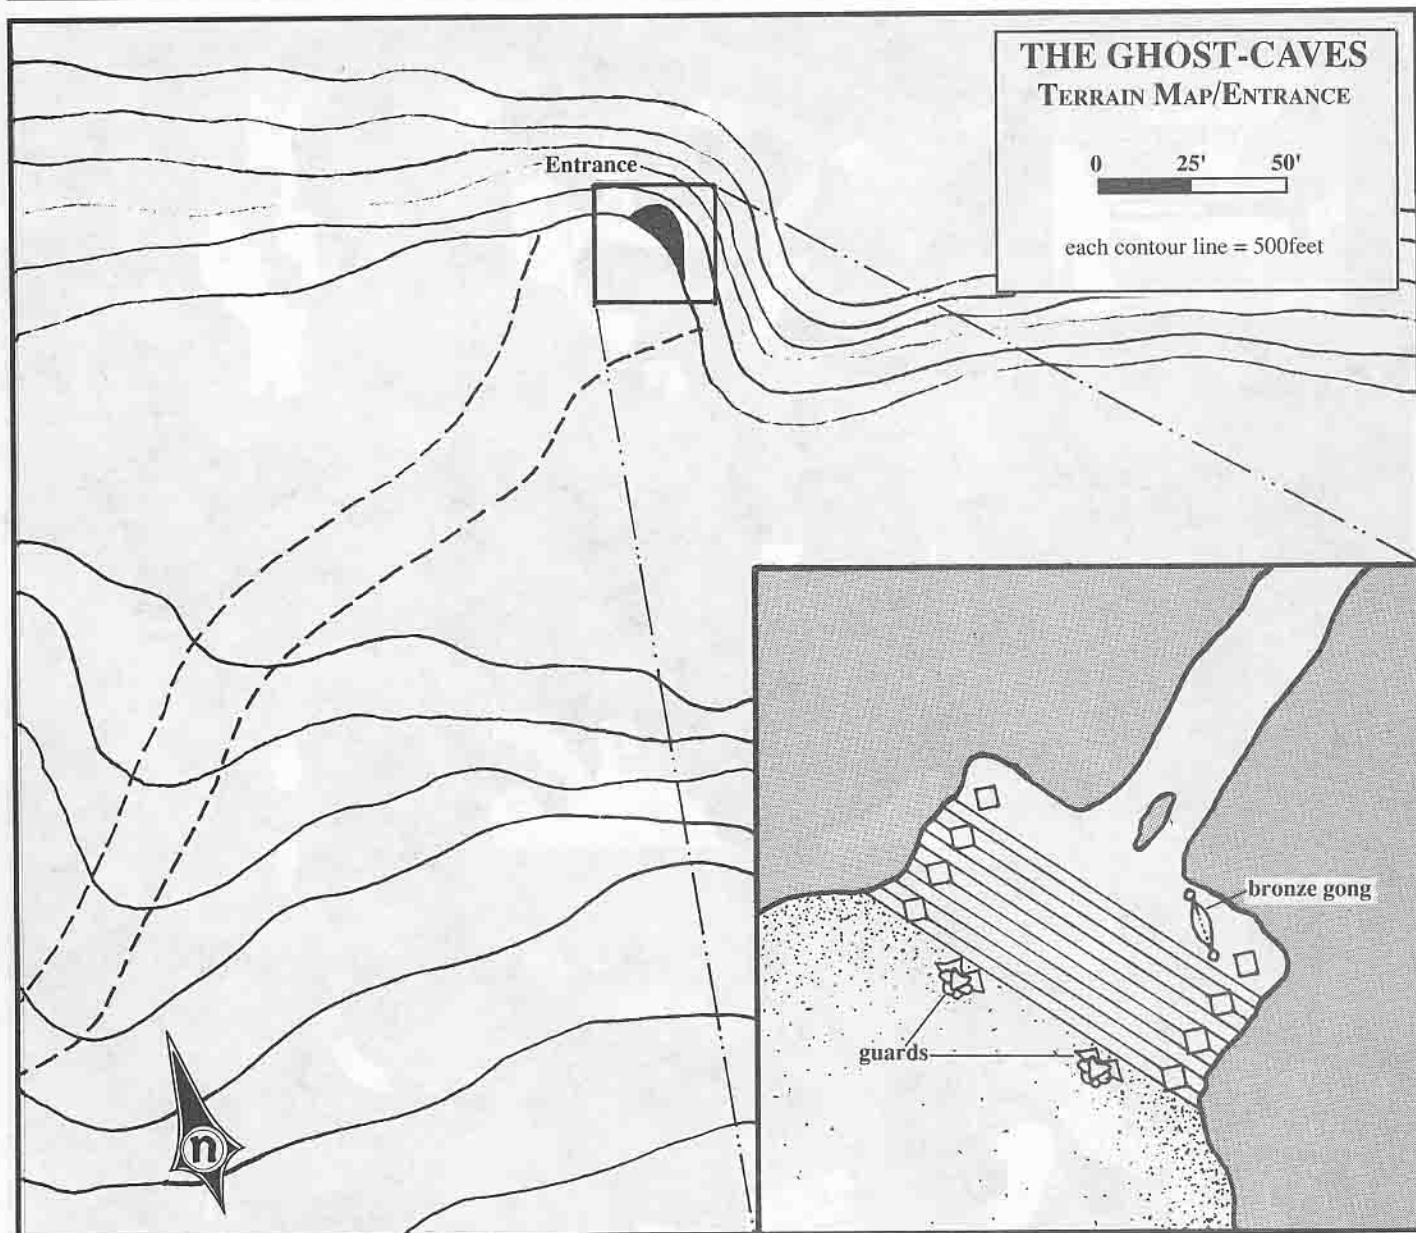 THE GHOST-CAVES
TERRAIN MAP/ENTRANCE
0 25' 50'
each contour line = 500feet
Entrance
bronze gong
guards
n